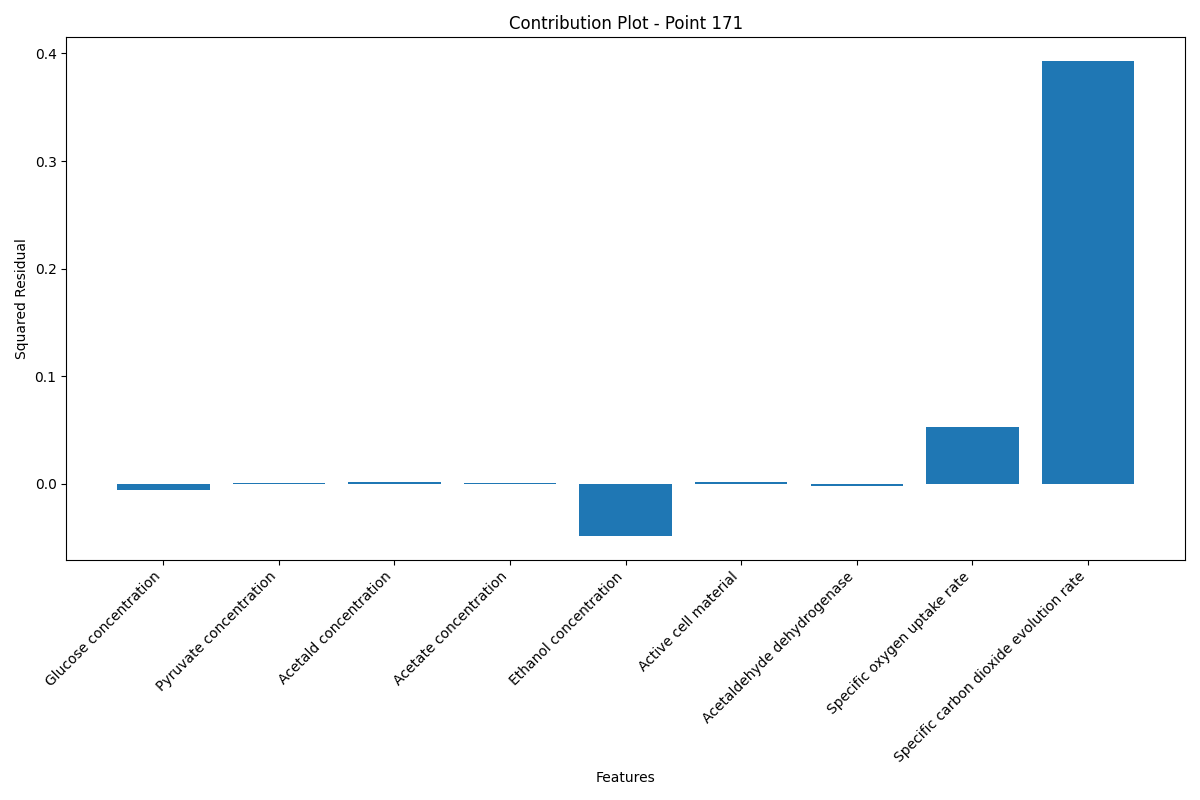 Contribution Plot - Point 171
Squared Residual
0.4
0.3
0.2
0.1
0.0
Glucose concentration
Pyruvate concentration
Acetald concentration
Acetate concentration
Ethanol concentration
Active cell material
Acetaldehyde dehydrogenase
Specific oxygen uptake rate
Specific carbon dioxide evolution rate
Features